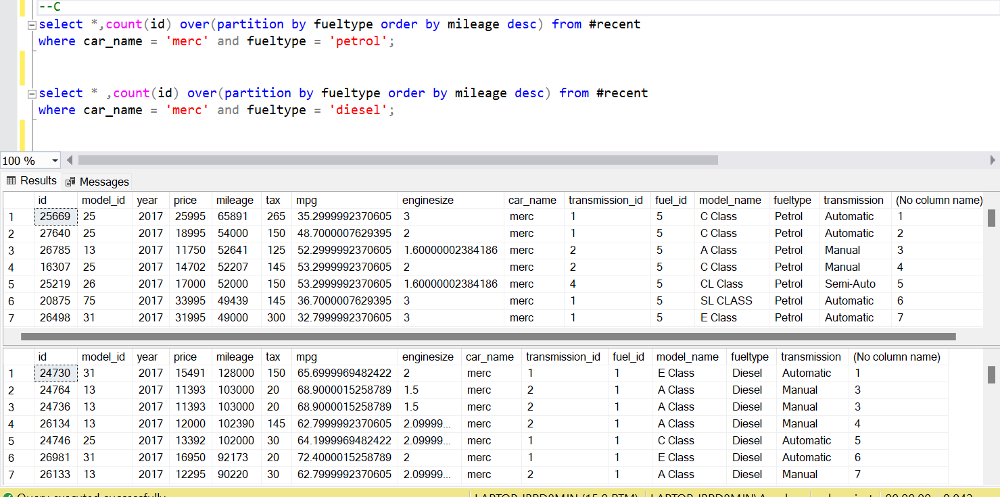 --C
select *,count(id) over(partition by fueltype order by mileage desc) from #recent
where car_name = 'merc' and fueltype = 'petrol';
select * ,count(id) over(partition by fueltype order by mileage desc) from #recent
where car_name = 'merc' and fueltype = 'diesel';
100 %
Results Messages
id model_id year price mileage tax mpg enginesize car_name transmission_id fuel_id model_name fueltype transmission (No column name)
1 25669 25 2017 25995 65891 265 35.2999992370605 3 merc 1 5 C Class Petrol Automatic 1
2 27640 25 2017 18995 54000 150 48.7000007629395 2 merc 1 5 C Class Petrol Automatic 2
3 26785 13 2017 11750 52641 125 52.2999992370605 1.60000002384186 merc 2 5 A Class Petrol Manual 3
4 16307 25 2017 14702 52207 145 53.2999992370605 2 merc 2 5 C Class Petrol Manual 4
5 25219 26 2017 17000 52000 150 53.2999992370605 1.60000002384186 merc 4 5 CL Class Petrol Semi-Auto 5
6 20875 75 2017 33995 49439 145 36.7000007629395 3 merc 1 5 SL CLASS Petrol Automatic 6
7 26498 31 2017 31995 49000 300 32.7999992370605 3 merc 1 5 E Class Petrol Automatic 7
id model_id year price mileage tax mpg enginesize car_name transmission_id fuel_id model_name fueltype transmission (No column name)
1 24730 31 2017 15491 128000 150 65.6999969482422 2 merc 1 1 E Class Diesel Automatic 1
2 24764 13 2017 11393 103000 20 68.9000015258789 1.5 merc 2 1 A Class Diesel Manual 3
3 24736 13 2017 11393 103000 20 68.9000015258789 1.5 merc 2 1 A Class Diesel Manual 3
4 26134 13 2017 12000 102390 145 62.7999992370605 2.09999... merc 2 1 A Class Diesel Manual 4
5 24746 25 2017 13392 102000 30 64.1999969482422 2.09999... merc 1 1 C Class Diesel Automatic 5
6 26981 31 2017 16950 92173 20 72.4000015258789 2 merc 1 1 E Class Diesel Automatic 6
7 26133 13 2017 12295 90220 30 62.7999992370605 2.09999... merc 2 1 A Class Diesel Manual 7
Query executed successfully